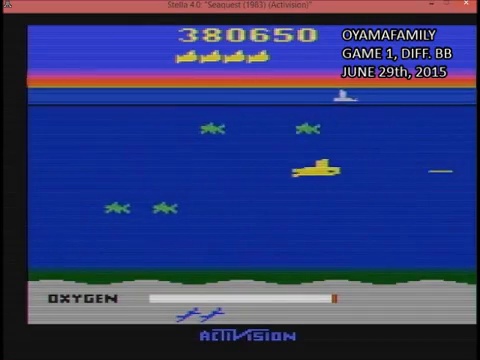 Stella 4.0: "Seaquest (1983) (Activision)"
380650
OYAMAFAMILY
GAME 1, DIFF. BB
JUNE 29th, 2015
OXYGEN
ACTIVISION